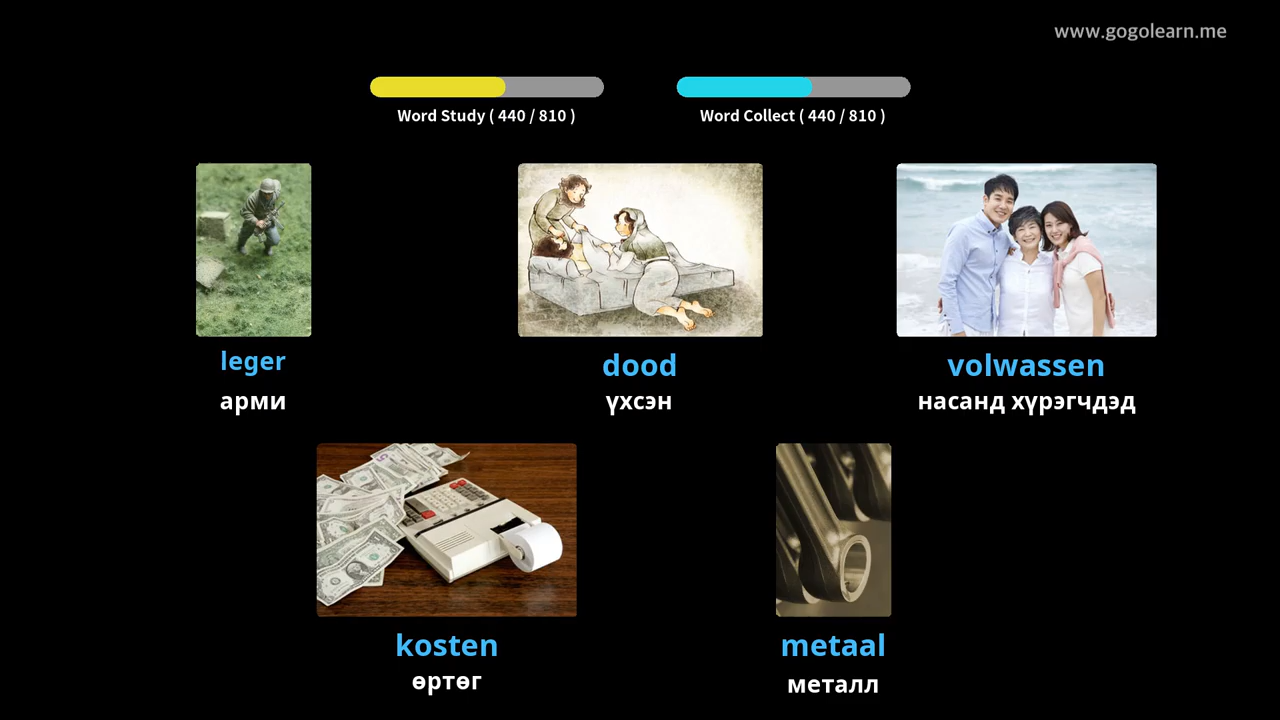 www.gogolearn.me
Word Study ( 440 / 810 )
Word Collect ( 440 / 810 )
leger
арми
dood
үхсэн
volwassen
насанд хүрэгчдэд
kosten
өртөг
metaal
металл